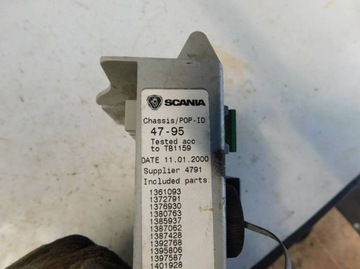 SCANIA
Chassis/POP-ID
47-95
Tested acc
to TB1159
DATE 11.01.2000
Supplier 4791
Included parts:
1361093
1372791
1376930
1380763
1385937
1387062
1387428
1392768
1395806
1397587
1401928